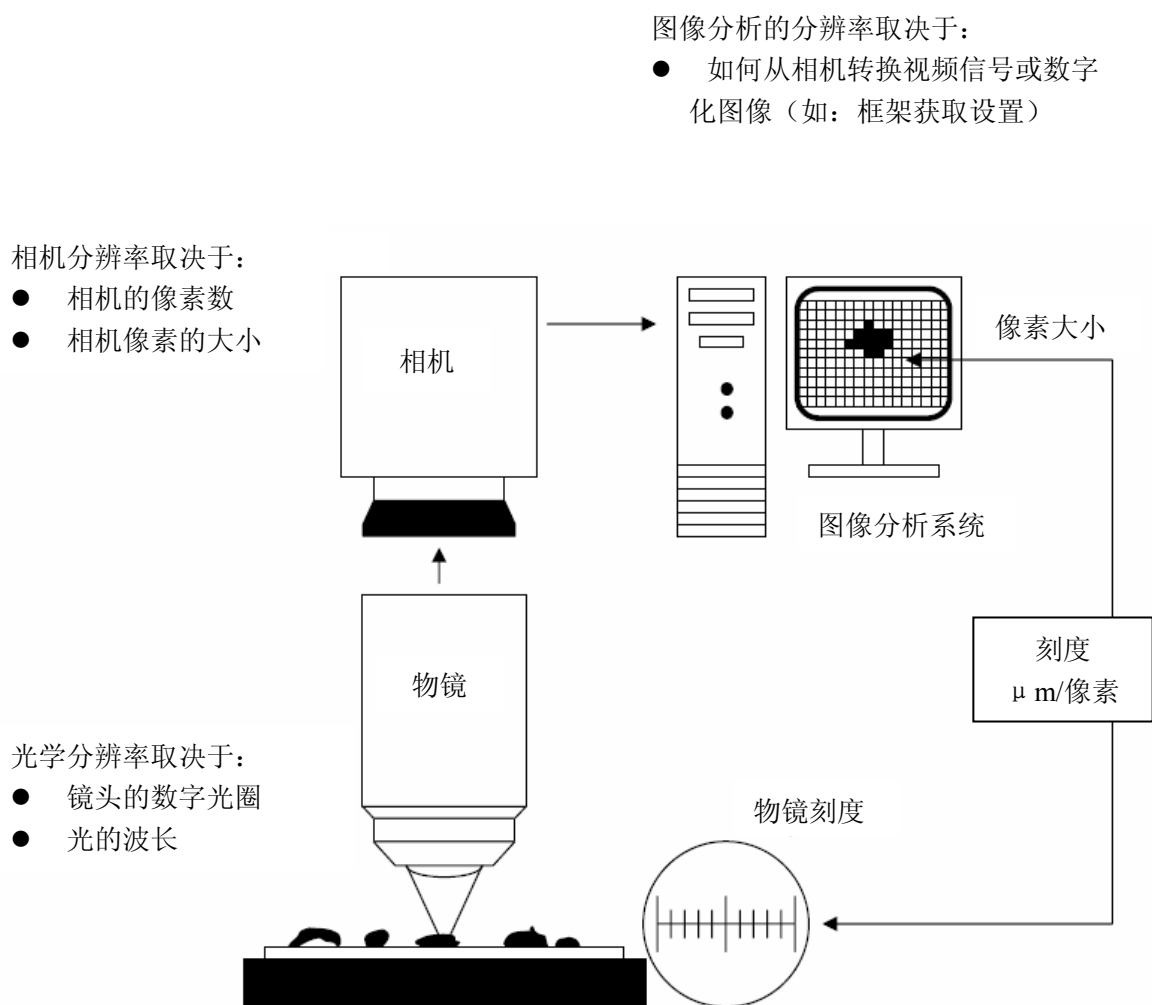 图像分析的分辨率取决于：
● 如何从相机转换视频信号或数字
化图像（如：框架获取设置）
相机分辨率取决于：
● 相机的像素数
● 相机像素的大小
相机
像素大小
图像分析系统
物镜
刻度
μm/像素
光学分辨率取决于：
● 镜头的数字光圈
● 光的波长
物镜刻度